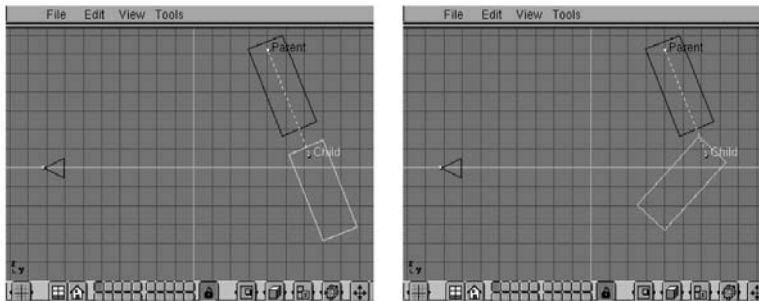 File Edit View Tools
Parent
Child
z
y
File Edit View Tools
Parent
Child
z
y